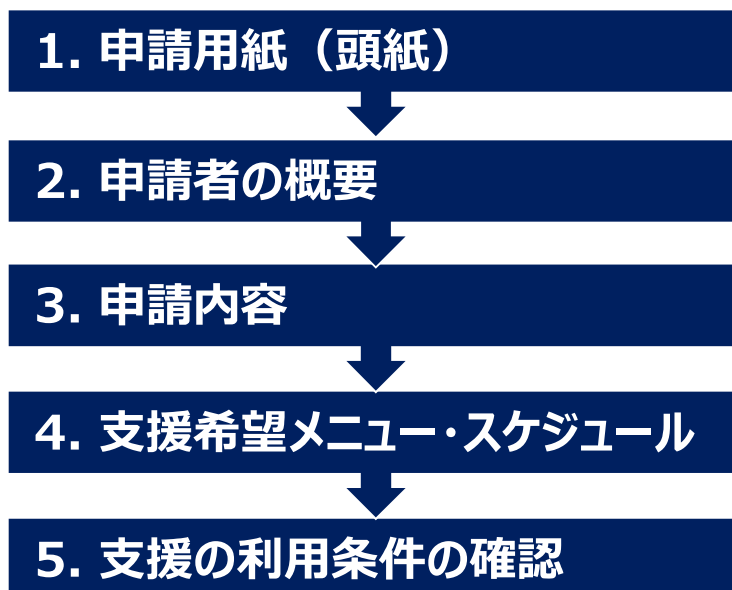 1. 申請用紙（頭紙）
2. 申請者の概要
3. 申請内容
4. 支援希望メニュー・スケジュール
5. 支援の利用条件の確認